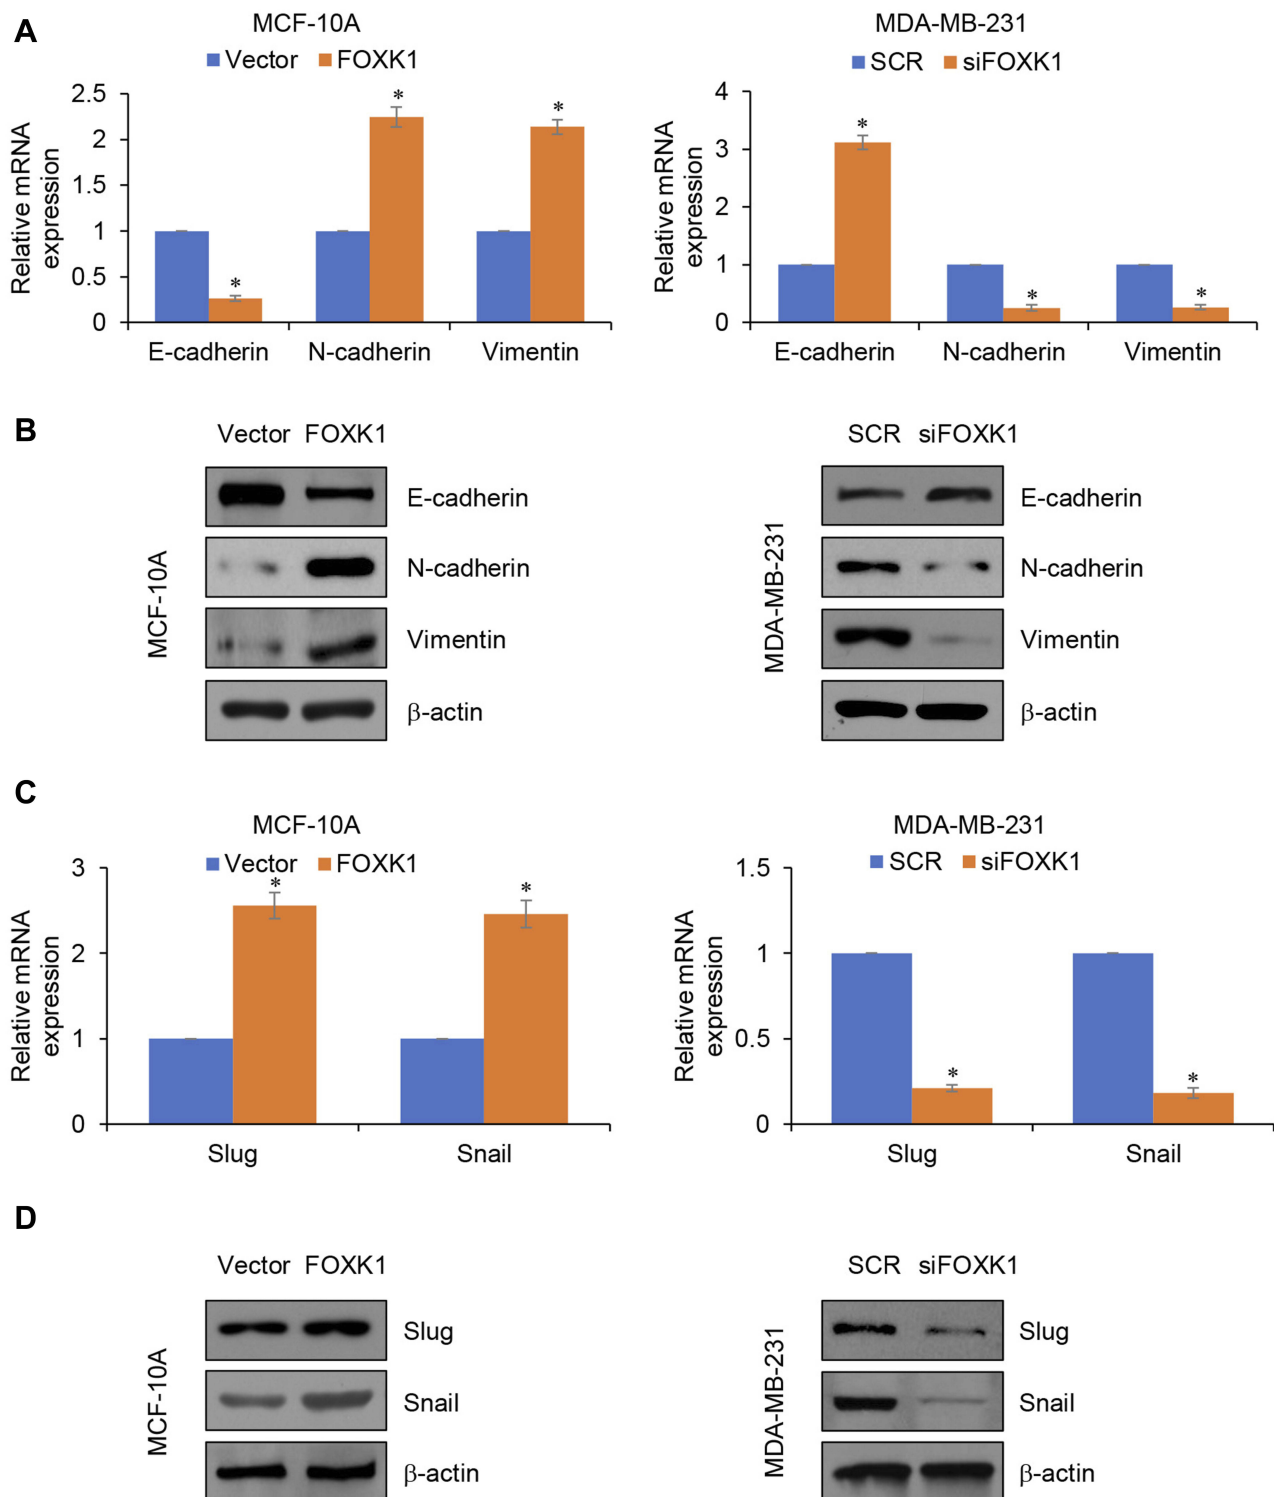 A
MCF-10A
Vector FOXK1
Relative mRNA
expression
2.5
2
1.5
1
0.5
0
*
*
*
E-cadherin N-cadherin Vimentin
MDA-MB-231
SCR siFOXK1
Relative mRNA
expression
4
3
2
1
0
*
*
*
E-cadherin N-cadherin Vimentin
B
Vector FOXK1
MCF-10A
E-cadherin
N-cadherin
Vimentin
β-actin
SCR siFOXK1
MDA-MB-231
E-cadherin
N-cadherin
Vimentin
β-actin
C
MCF-10A
Vector FOXK1
Relative mRNA
expression
3
2
1
0
*
*
Slug Snail
MDA-MB-231
SCR siFOXK1
Relative mRNA
expression
1.5
1
0.5
0
*
*
Slug Snail
D
Vector FOXK1
MCF-10A
Slug
Snail
β-actin
SCR siFOXK1
MDA-MB-231
Slug
Snail
β-actin